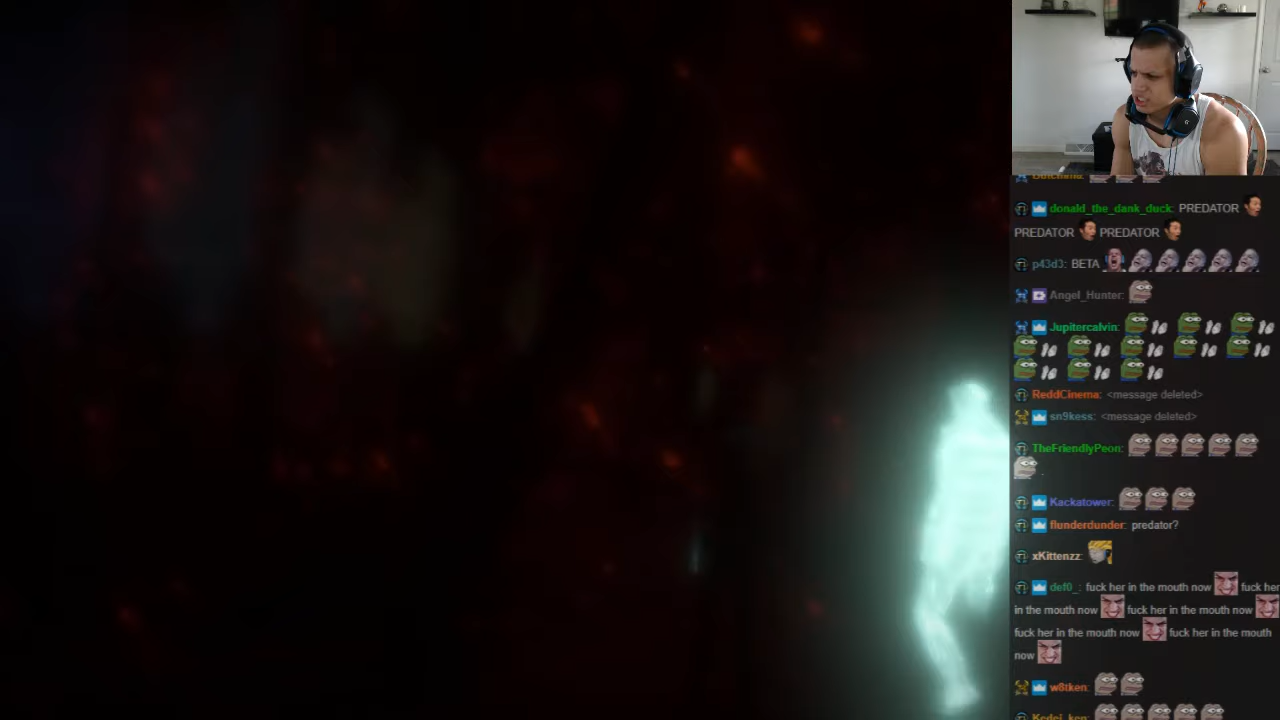 donald_the_dank_duck: PREDATOR
PREDATOR PREDATOR
p43d3: BETA
Angel_Hunter:
Jupitercalvin:
ReddCinema: <message deleted>
sn9kess: <message deleted>
TheFriendlyPeon:
Kackatower:
flunderdunder: predator?
xKittenzz:
def0_: fuck her in the mouth now fuck her
in the mouth now fuck her in the mouth now
fuck her in the mouth now fuck her in the mouth
now
w8tken:
Kedei_ken: